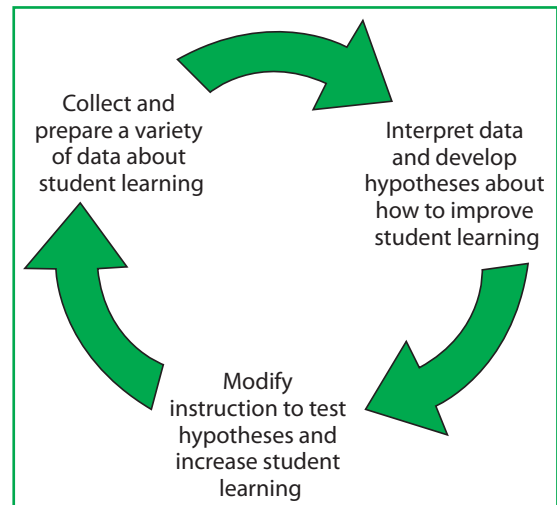 Collect and
prepare a variety
of data about
student learning
Interpret data
and develop
hypotheses about
how to improve
student learning
Modify
instruction to test
hypotheses and
increase student
learning